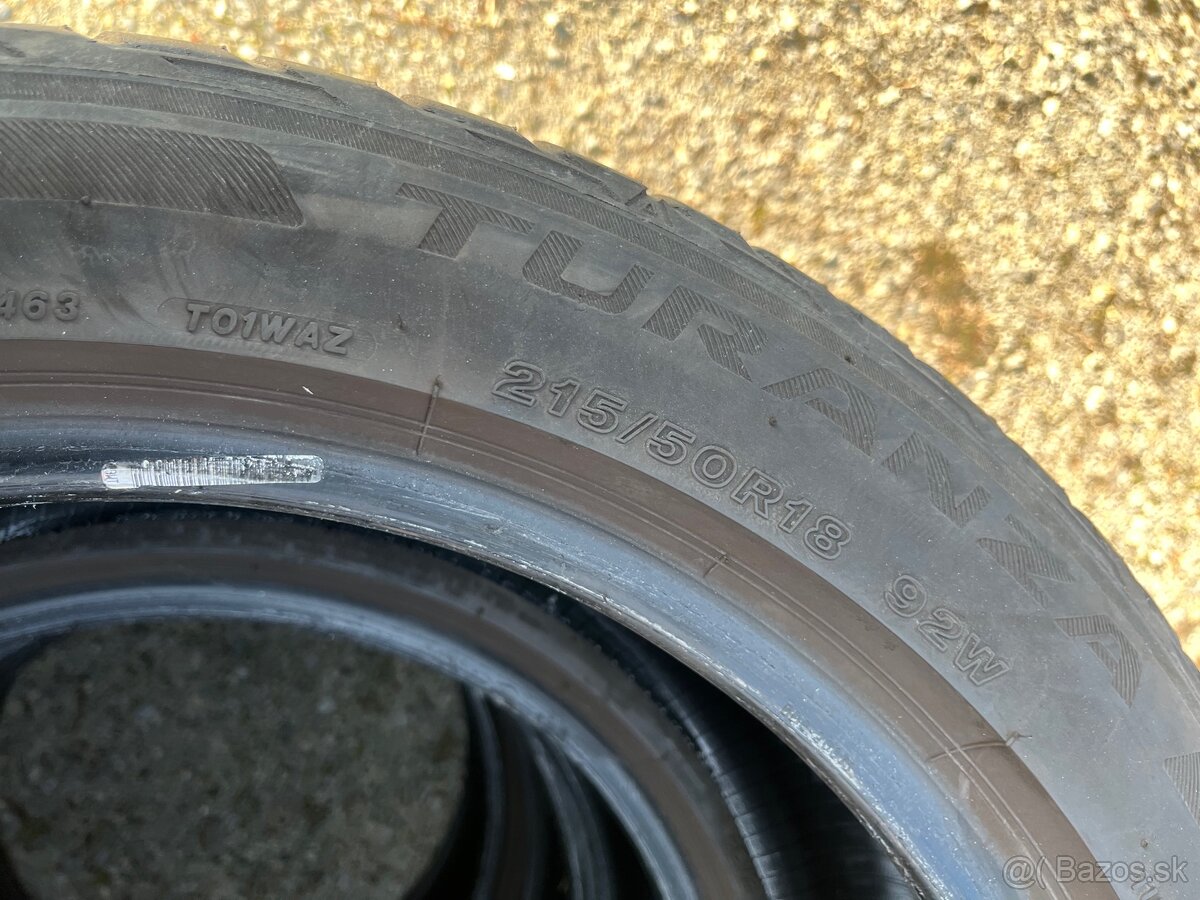 TURANZA
463
T01WAZ
215/50R18
92W
@( Bazos.sk